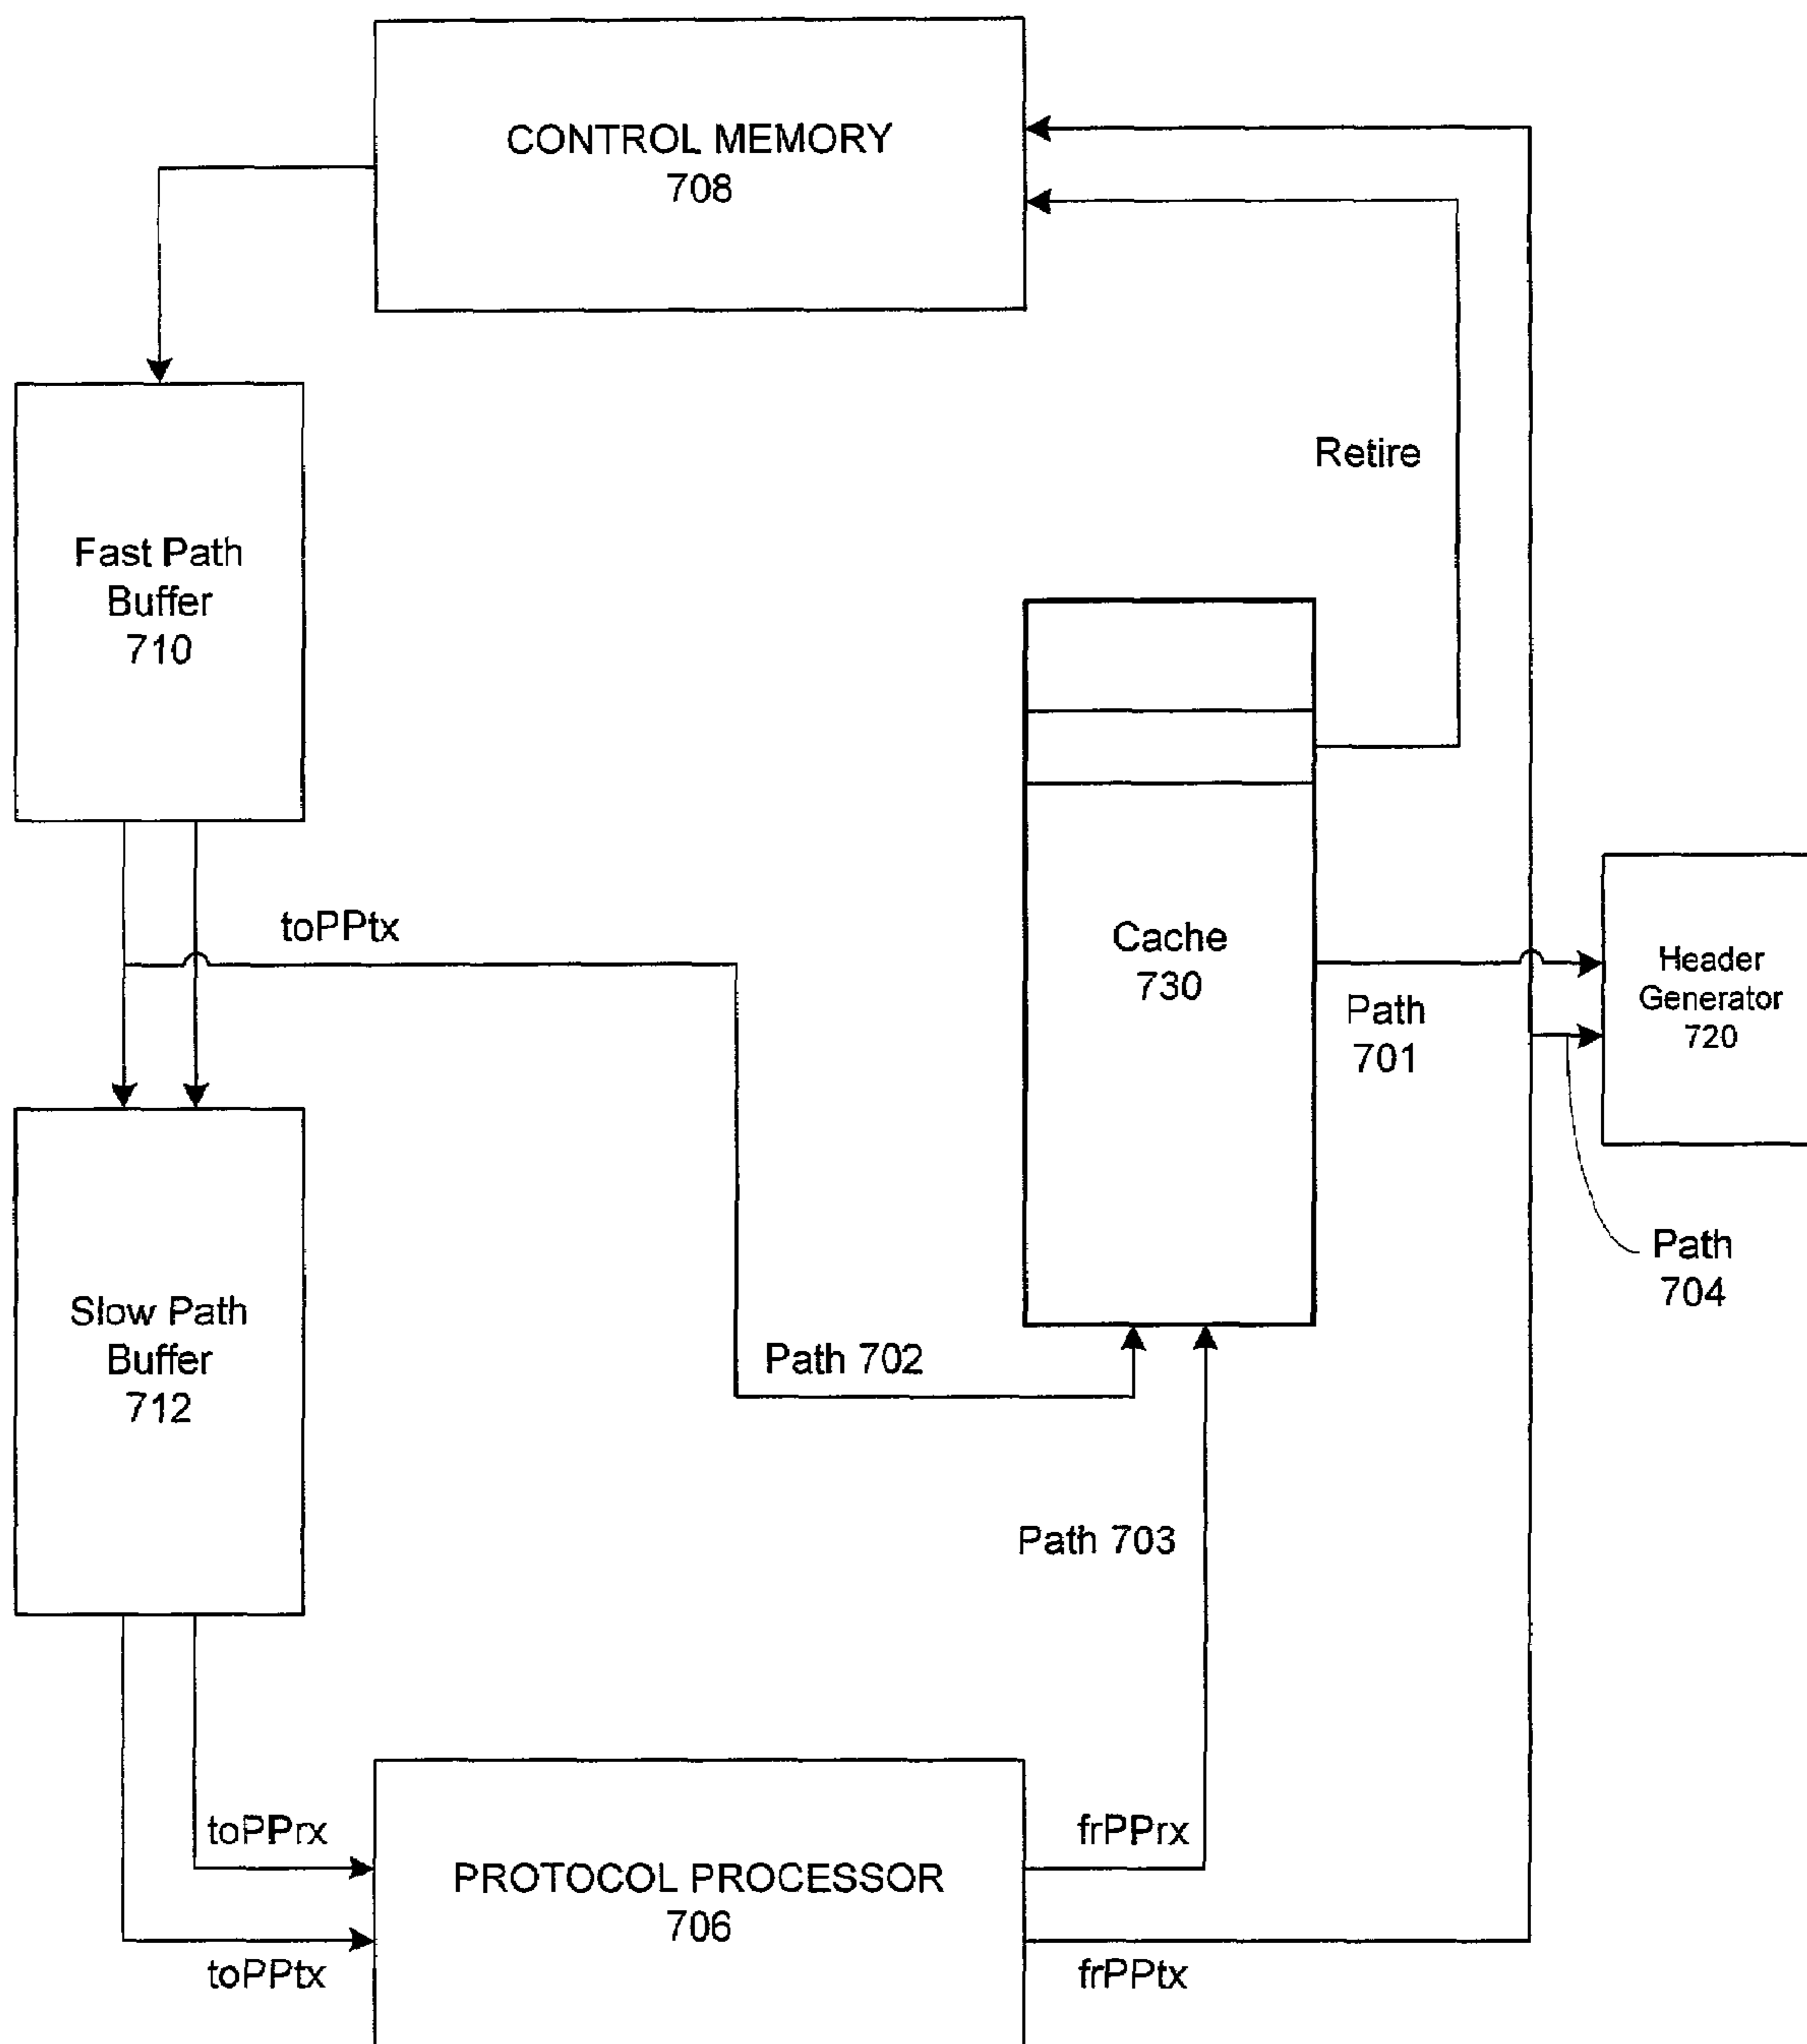 CONTROL MEMORY
708
Retire
Fast Path
Buffer
710
toPPtx
Cache
730
Header
Generator
720
Path
701
Path
704
Slow Path
Buffer
712
Path 702
Path 703
toPPrx
frPPrx
PROTOCOL PROCESSOR
706
toPPtx
frPPtx